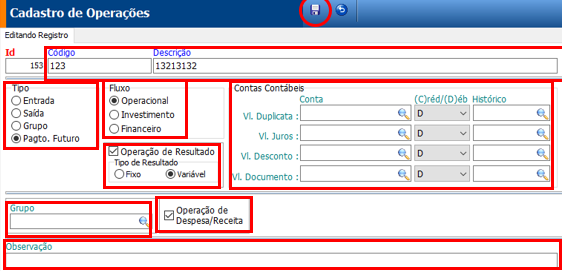 Cadastro de Operações
Editando Registro
Id Código Descrição
153 123 13213132
Tipo
Entrada
Saída
Grupo
Pagto. Futuro
Fluxo
Operacional
Investimento
Financeiro
Operação de Resultado
Tipo de Resultado
Fixo Variável
Contas Contábeis
Conta (C)réd/(D)éb Histórico
Vl. Duplicata : D
Vl. Juros : D
Vl. Desconto : D
Vl. Documento : D
Grupo
Operação de
Despesa/Receita
Observação